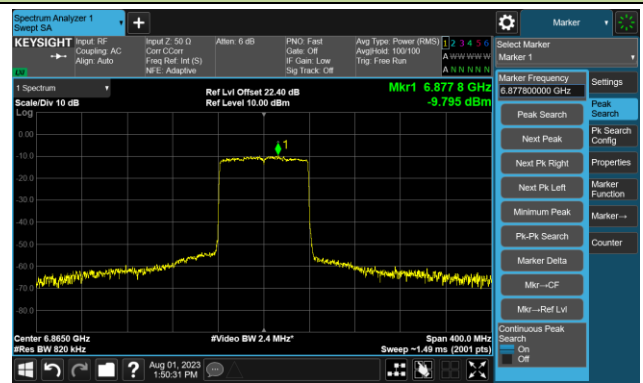 Spectrum Analyzer 1
Swept SA
+
Marker
KEYSIGHT
Input: RF
Coupling: AC
Align: Auto
Input Z: 50 Ω
Corr CCorr
Freq Ref: Int (S)
NFE: Adaptive
Atten: 6 dB
PNO: Fast
Gate: Off
IF Gain: Low
Sig Track: Off
Avg Type: Power (RMS)
Avg|Hold: 100/100
Trig: Free Run
1 2 3 4 5 6
A W W W W W
A N N N N N
LW
Select Marker
Marker 1
1 Spectrum
Scale/Div 10 dB
Log
Ref Lvl Offset 22.40 dB
Ref Level 10.00 dBm
Mkr1 6.877 8 GHz
-9.795 dBm
0.00
-10.0
-20.0
-30.0
-40.0
-50.0
-60.0
-70.0
-80.0
1
Center 6.8650 GHz
#Res BW 820 kHz
#Video BW 2.4 MHz*
Span 400.0 MHz
Sweep ~1.49 ms (2001 pts)
Marker Frequency
6.877800000 GHz
Peak Search
Next Peak
Next Pk Right
Next Pk Left
Minimum Peak
Pk-Pk Search
Marker Delta
Mkr→CF
Mkr→Ref Lvl
Continuous Peak
Search
On
Off
Settings
Peak
Search
Pk Search
Config
Properties
Marker
Function
Marker→
Counter
?
Aug 01, 2023
1:50:31 PM